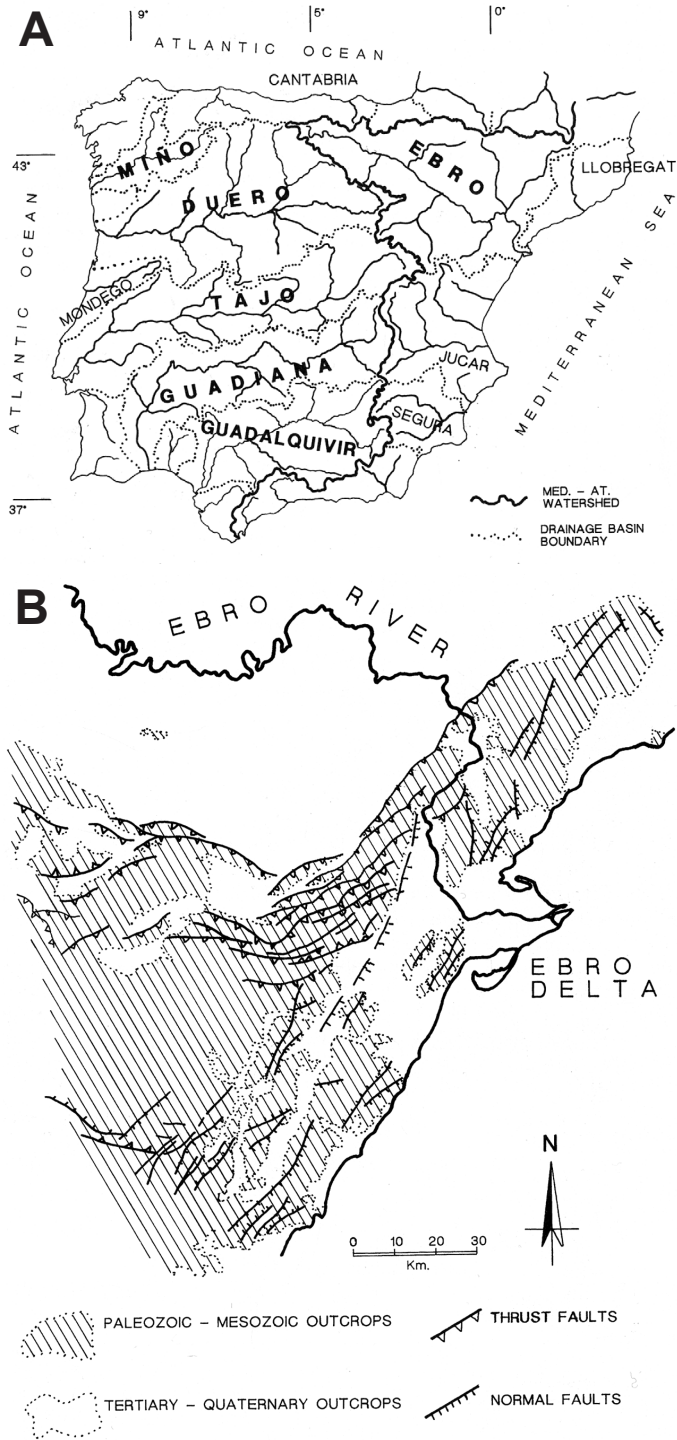 A
9°
5°
0°
ATLANTIC OCEAN
CANTABRIA
43°
MIÑO
EBRO
LLOBREGAT
DUERO
ATLANTIC OCEAN
MEDITERRANEAN SEA
MONDEGO
TAJO
JUCAR
GUADIANA
SEGURA
GUADALQUIVIR
37°
MED. – AT.
WATERSHED
DRAINAGE BASIN
BOUNDARY
B
EBRO RIVER
EBRO
DELTA
N
0 10 20 30
Km.
PALEOZOIC – MESOZOIC OUTCROPS
THRUST FAULTS
TERTIARY – QUATERNARY OUTCROPS
NORMAL FAULTS